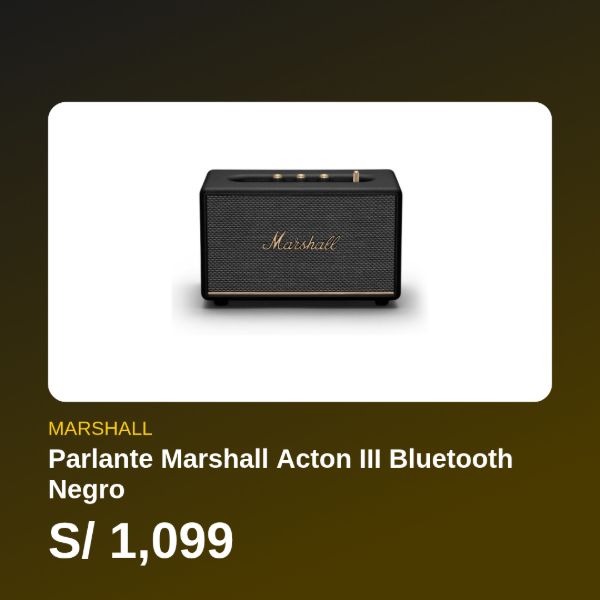 Marshall
MARSHALL
Parlante Marshall Acton III Bluetooth
Negro
S/ 1,099